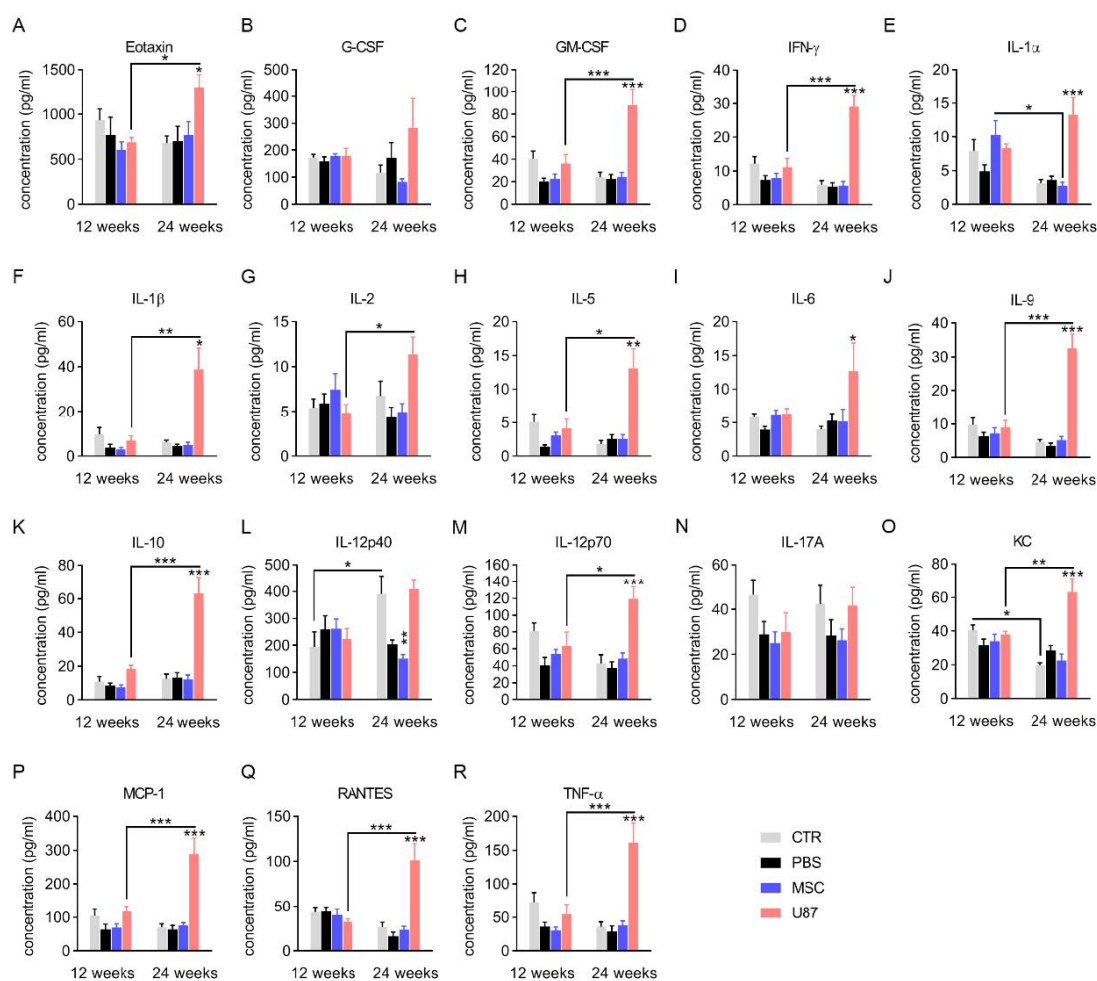 A
B
C
D
E
Eotaxin
G-CSF
GM-CSF
IFN-γ
IL-1α
concentration (pg/ml)
1500
1000
500
0
*
*
12 weeks
24 weeks
concentration (pg/ml)
500
400
300
200
100
0
12 weeks
24 weeks
concentration (pg/ml)
120
100
80
60
40
20
0
***
***
12 weeks
24 weeks
concentration (pg/ml)
40
30
20
10
0
***
***
12 weeks
24 weeks
concentration (pg/ml)
20
15
10
5
0
*
***
12 weeks
24 weeks
F
G
H
I
J
IL-1β
IL-2
IL-5
IL-6
IL-9
concentration (pg/ml)
60
40
20
0
**
*
12 weeks
24 weeks
concentration (pg/ml)
15
10
5
0
*
12 weeks
24 weeks
concentration (pg/ml)
20
15
10
5
0
*
**
12 weeks
24 weeks
concentration (pg/ml)
20
15
10
5
0
*
12 weeks
24 weeks
concentration (pg/ml)
40
30
20
10
0
***
***
12 weeks
24 weeks
K
L
M
N
O
IL-10
IL-12p40
IL-12p70
IL-17A
KC
concentration (pg/ml)
80
60
40
20
0
***
***
12 weeks
24 weeks
concentration (pg/ml)
500
400
300
200
100
0
*
**
12 weeks
24 weeks
concentration (pg/ml)
160
140
120
100
80
60
40
20
0
*
***
12 weeks
24 weeks
concentration (pg/ml)
60
50
40
30
20
10
0
12 weeks
24 weeks
concentration (pg/ml)
80
60
40
20
0
**
***
*
12 weeks
24 weeks
P
Q
R
MCP-1
RANTES
TNF-α
concentration (pg/ml)
400
300
200
100
0
***
***
12 weeks
24 weeks
concentration (pg/ml)
150
100
50
0
***
***
12 weeks
24 weeks
concentration (pg/ml)
200
150
100
50
0
***
***
12 weeks
24 weeks
CTR
PBS
MSC
U87